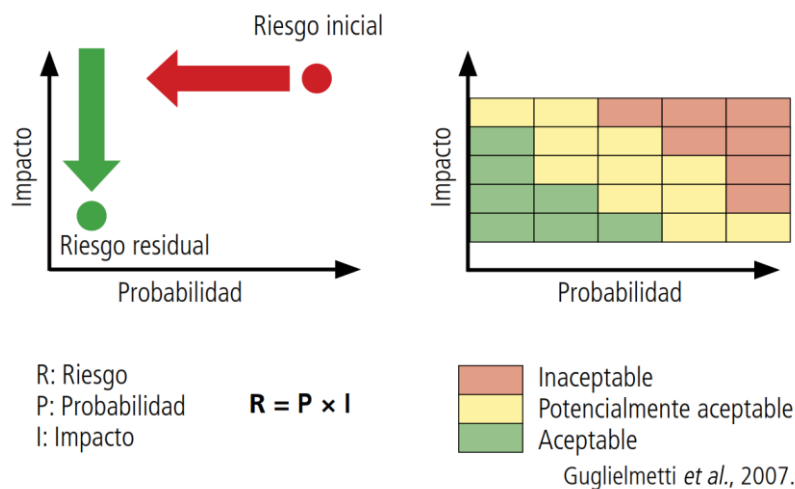 Riesgo inicial
Impacto
Riesgo residual
Probabilidad
Impacto
Probabilidad
R: Riesgo
P: Probabilidad
I: Impacto
R = P × I
Inaceptable
Potencialmente aceptable
Aceptable
Guglielmetti et al., 2007.